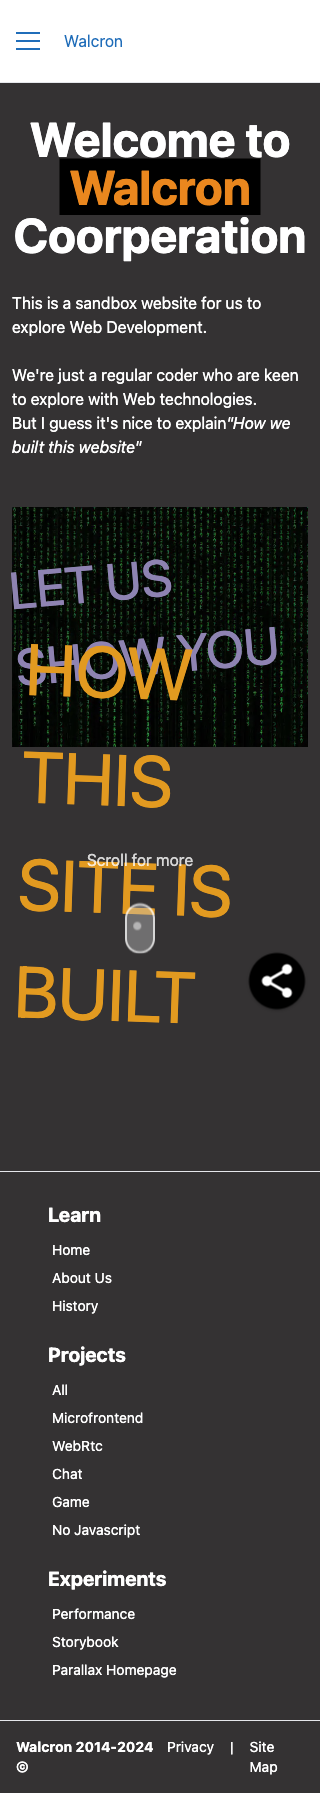 Walcron
Welcome to
Walcron
Coorperation
This is a sandbox website for us to
explore Web Development.
We're just a regular coder who are keen
to explore with Web technologies.
But I guess it's nice to explain"How we
built this website"
LET US
SHOW YOU
HOW
THIS
Scroll for more
SITE IS
BUILT
Learn
Home
About Us
History
Projects
All
Microfrontend
WebRtc
Chat
Game
No Javascript
Experiments
Performance
Storybook
Parallax Homepage
Walcron 2014-2024 Privacy | Site
© Map